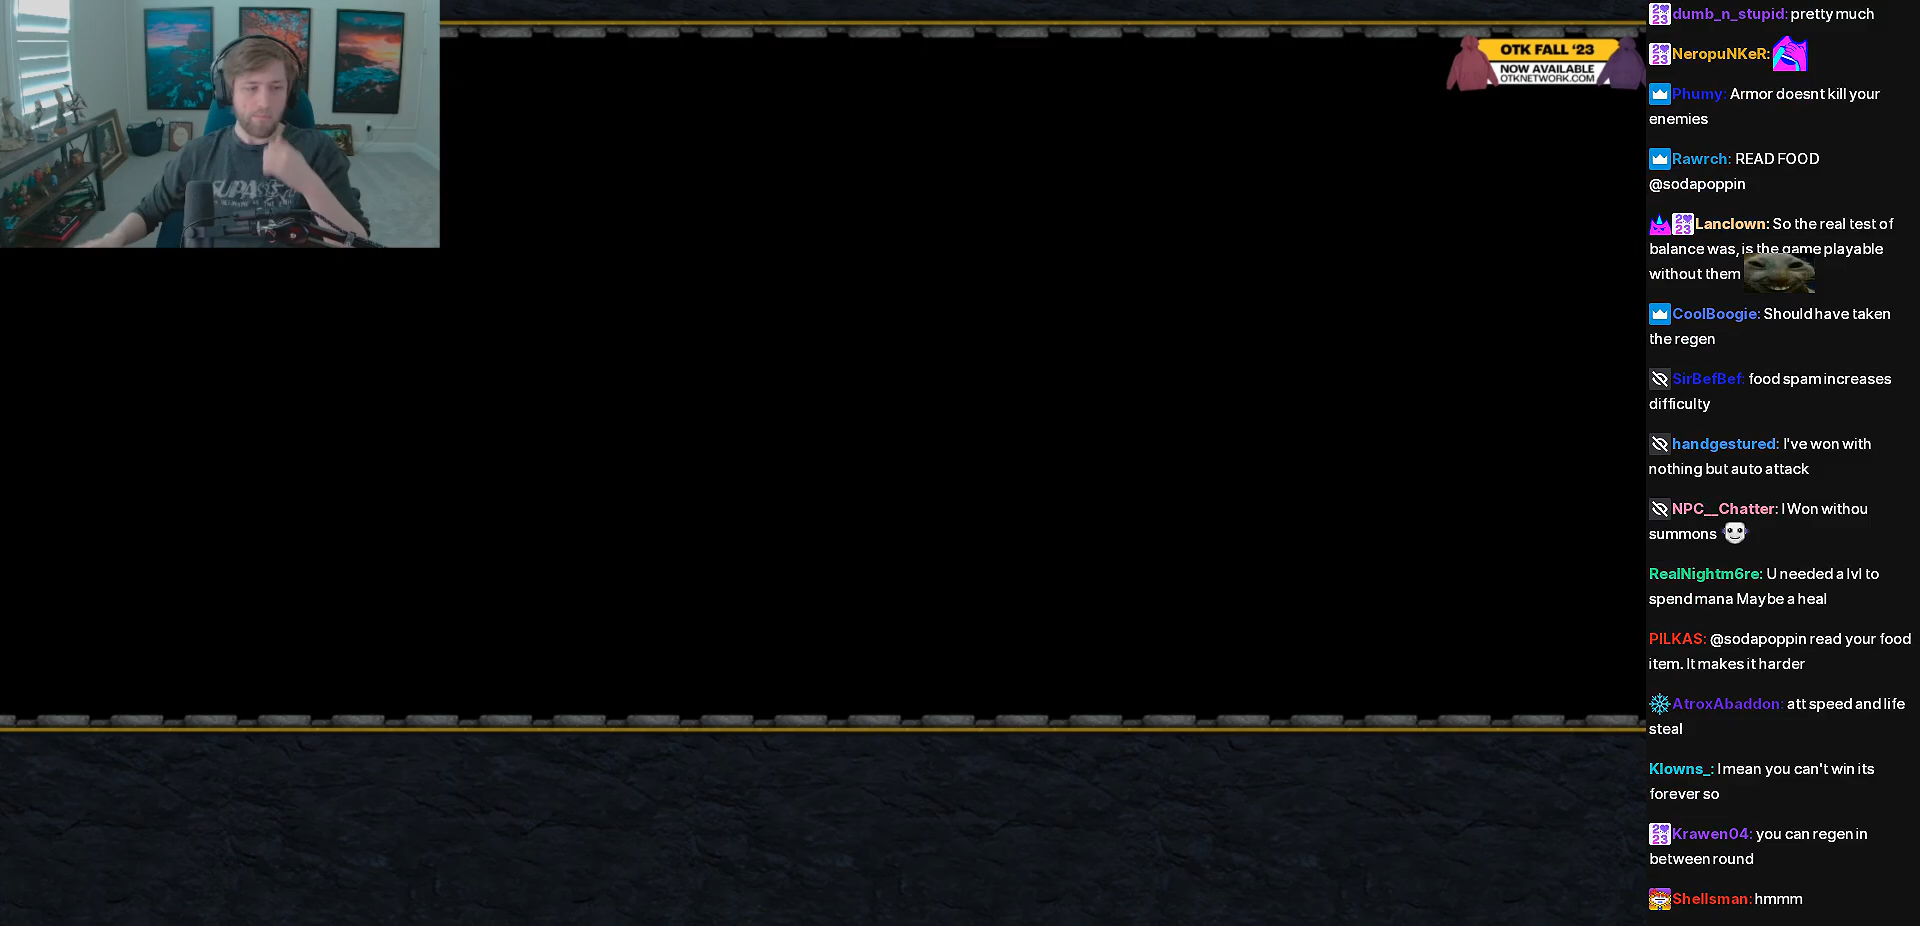 OTK FALL '23
NOW AVAILABLE
OTKNETWORK.COM
dumb_n_stupid: pretty much
NeropuNKeR:
Phumy: Armor doesnt kill your
enemies
Rawrch: READ FOOD
@sodapoppin
Lanclown: So the real test of
balance was, is the game playable
without them
CoolBoogie: Should have taken
the regen
SirBefBef: food spam increases
difficulty
handgestured: I've won with
nothing but auto attack
NPC__Chatter: I Won withou
summons
RealNightm6re: U needed a lvl to
spend mana Maybe a heal
PILKAS: @sodapoppin read your food
item. It makes it harder
AtroxAbaddon: att speed and life
steal
Klowns_: I mean you can't win its
forever so
Krawen04: you can regen in
between round
Shellsman: hmmm